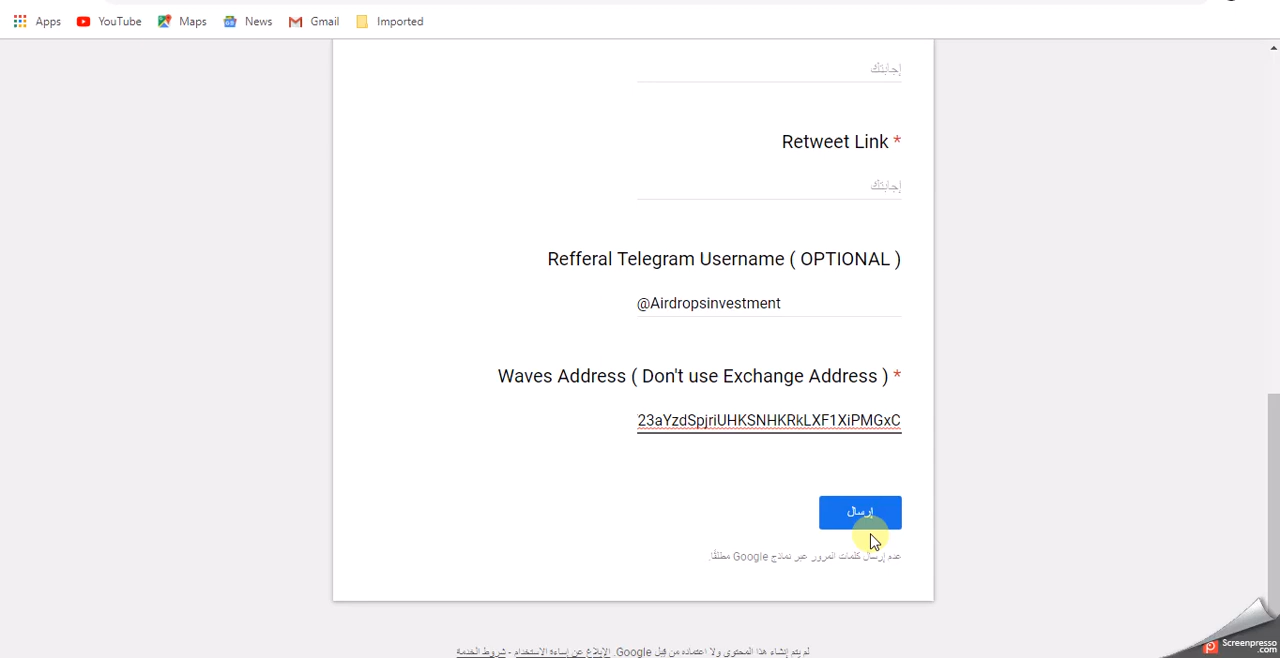 Apps YouTube Maps News Gmail Imported
إجابتك
Retweet Link *
إجابتك
Refferal Telegram Username ( OPTIONAL )
@Airdropsinvestment
Waves Address ( Don't use Exchange Address ) *
23aYzdSpjriUHKSNHKRkLXF1XiPMGxC
إرسال
عدم إرسال كلمات المرور عبر نماذج Google مطلقًا.
لم يتم إنشاء هذا المحتوى ولا اعتماده من قِبل Google. الإبلاغ عن إساءة الاستخدام - شروط الخدمة
Screenpresso
.com